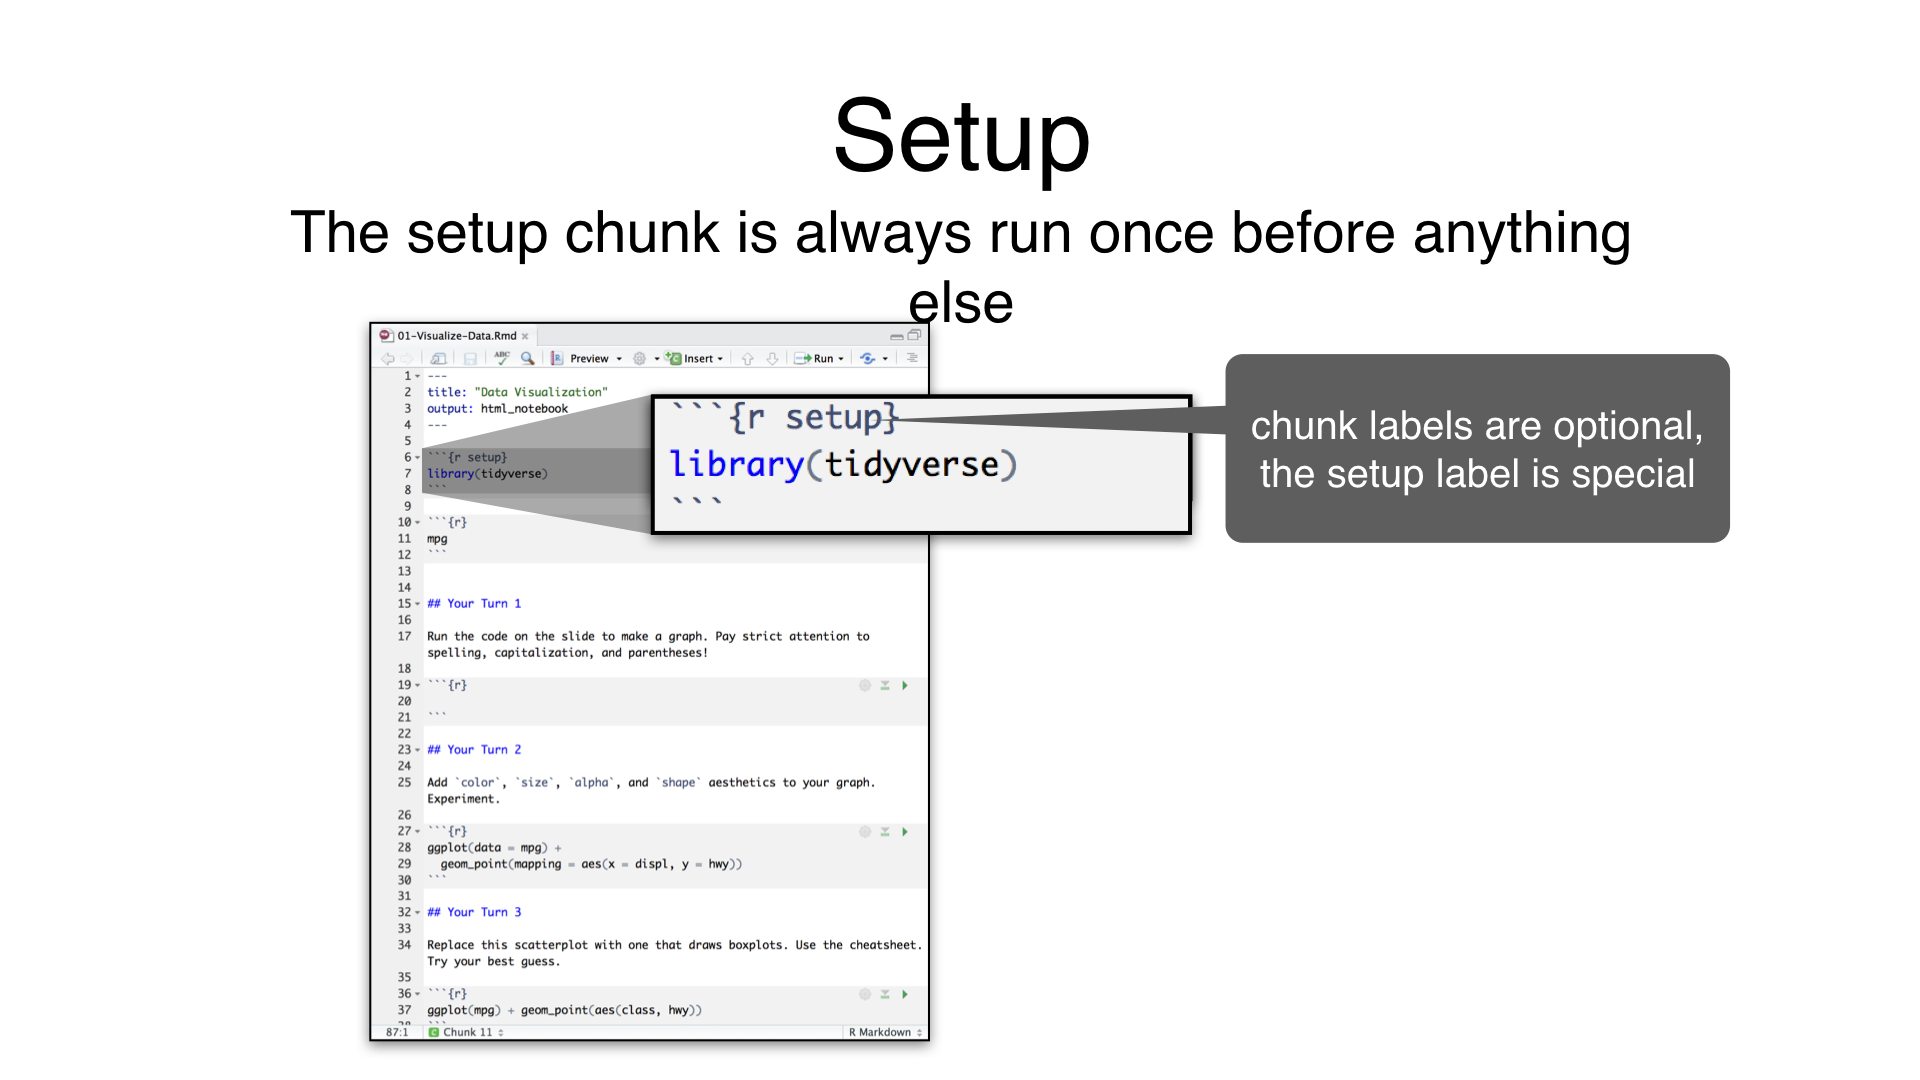 Setup
The setup chunk is always run once before anything
else
01-Visualize-Data.Rmd
ABC
Preview
Insert
Run
1 ---
2 title: "Data Visualization"
3 output: html_notebook
4 ---
5
6 ```{r setup}
7 library(tidyverse)
8 ```
9
10 ```{r}
11 mpg
12 ```
13
14
15 ## Your Turn 1
16
17 Run the code on the slide to make a graph. Pay strict attention to
spelling, capitalization, and parentheses!
18
19 ```{r}
20
21 ```
22
23 ## Your Turn 2
24
25 Add `color`, `size`, `alpha`, and `shape` aesthetics to your graph.
Experiment.
26
27 ```{r}
28 ggplot(data = mpg) +
29 geom_point(mapping = aes(x = displ, y = hwy))
30 ```
31
32 ## Your Turn 3
33
34 Replace this scatterplot with one that draws boxplots. Use the cheatsheet.
Try your best guess.
35
36 ```{r}
37 ggplot(mpg) + geom_point(aes(class, hwy))
38 ```
87:1 Chunk 11 R Markdown
```{r setup}
library(tidyverse)
```
chunk labels are optional,
the setup label is special